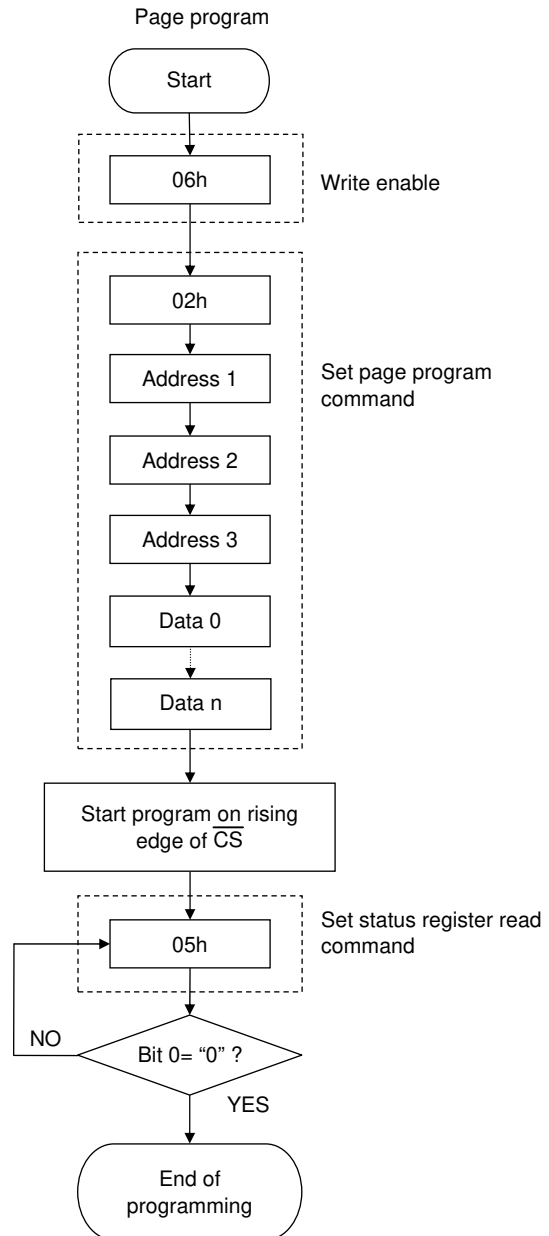 Page program
Start
06h
Write enable
02h
Address 1
Set page program
command
Address 2
Address 3
Data 0
Data n
Start program on rising
edge of C̅S̅
Set status register read
command
05h
NO
Bit 0= “0” ?
YES
End of
programming